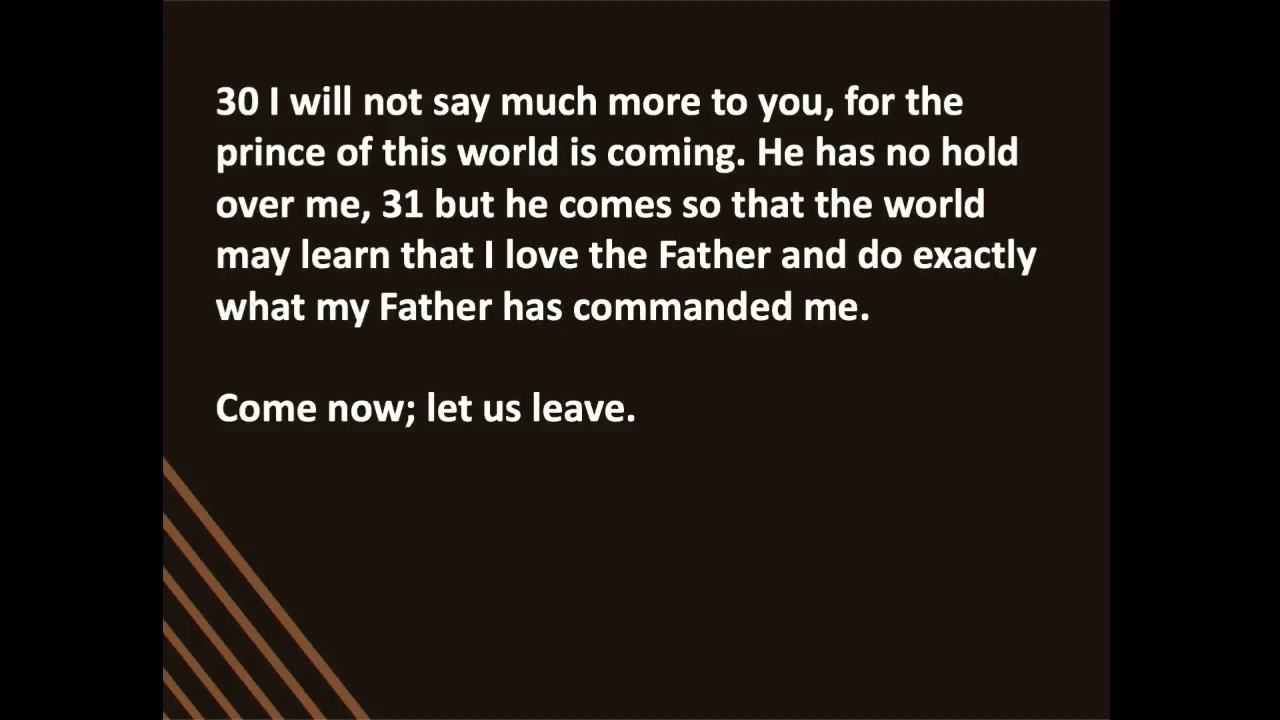 30 I will not say much more to you, for the
prince of this world is coming. He has no hold
over me, 31 but he comes so that the world
may learn that I love the Father and do exactly
what my Father has commanded me.
Come now; let us leave.